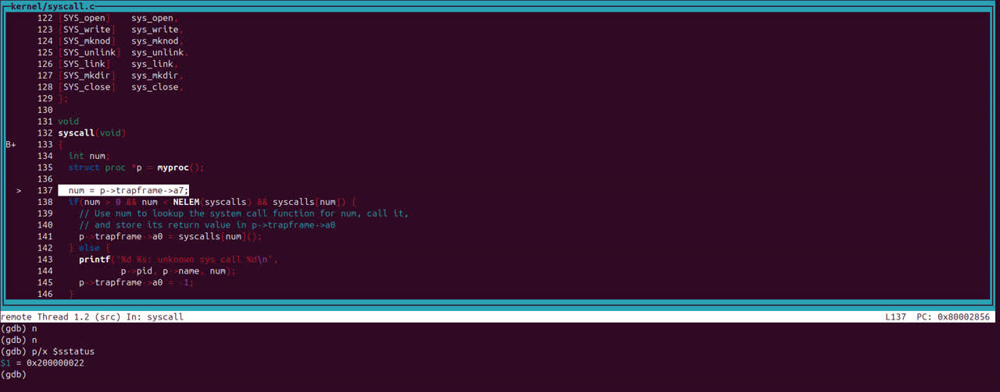 kernel/syscall.c
122 [SYS_open]    sys_open,
123 [SYS_write]   sys_write,
124 [SYS_mknod]   sys_mknod,
125 [SYS_unlink]  sys_unlink,
126 [SYS_link]    sys_link,
127 [SYS_mkdir]   sys_mkdir,
128 [SYS_close]   sys_close,
129 };
130
131 void
132 syscall(void)
B+ 133 {
134   int num;
135   struct proc *p = myproc();
136
> 137   num = p->trapframe->a7;
138   if(num > 0 && num < NELEM(syscalls) && syscalls[num]) {
139     // Use num to lookup the system call function for num, call it,
140     // and store its return value in p->trapframe->a0
141     p->trapframe->a0 = syscalls[num]();
142   } else {
143     printf("%d %s: unknown sys call %d\n",
144             p->pid, p->name, num);
145     p->trapframe->a0 = -1;
146   }
remote Thread 1.2 (src) In: syscall L137 PC: 0x80002856
(gdb) n
(gdb) n
(gdb) p/x $sstatus
$1 = 0x200000022
(gdb)